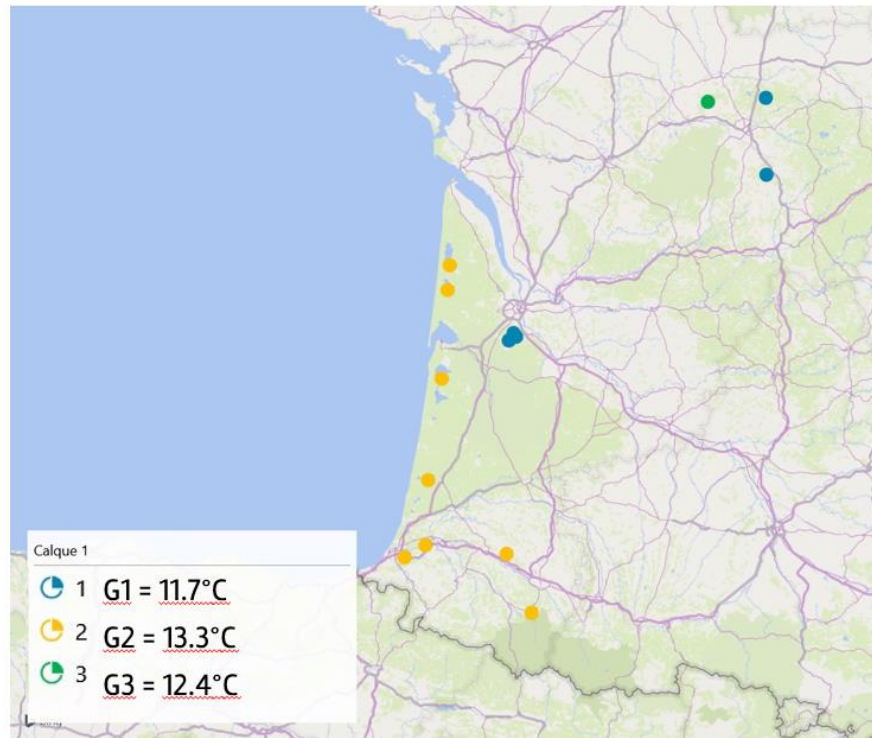 Calque 1
1 G1 = 11.7°C
2 G2 = 13.3°C
3 G3 = 12.4°C